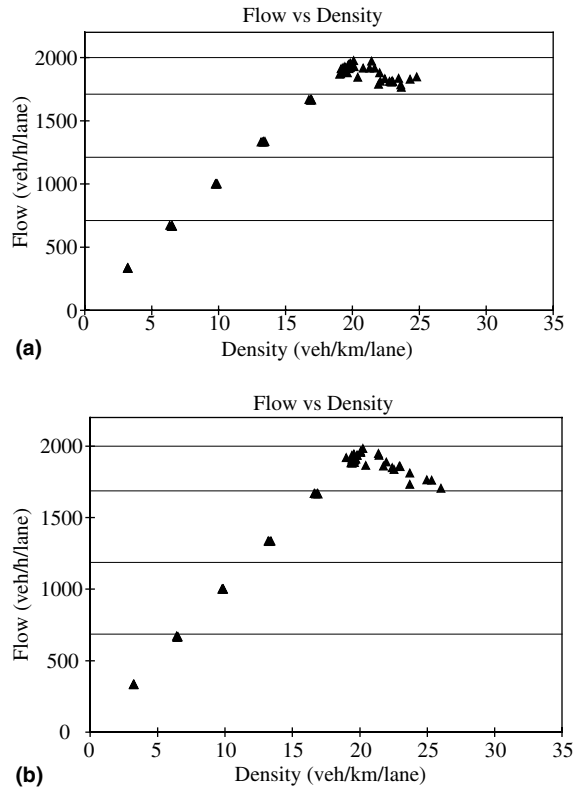 Flow vs Density
Flow (veh/h/lane)
2000
1500
1000
500
0
0 5 10 15 20 25 30 35
(a)
Density (veh/km/lane)
Flow vs Density
Flow (veh/h/lane)
2000
1500
1000
500
0
0 5 10 15 20 25 30 35
(b)
Density (veh/km/lane)